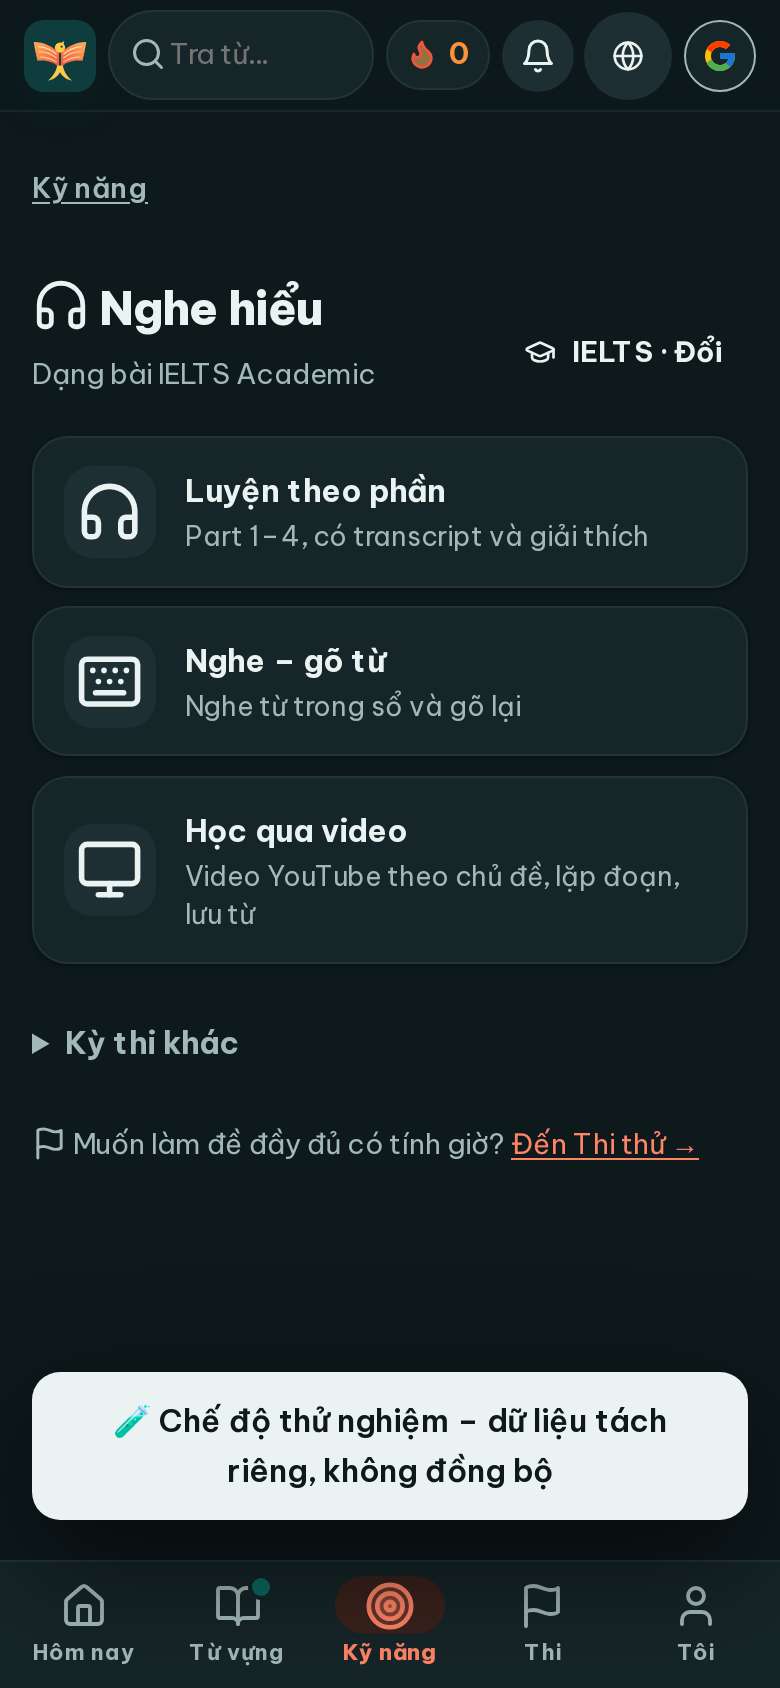 Tra từ...
0
Kỹ năng
Nghe hiểu
Dạng bài IELTS Academic
IELTS · Đổi
Luyện theo phần
Part 1–4, có transcript và giải thích
Nghe – gõ từ
Nghe từ trong sổ và gõ lại
Học qua video
Video YouTube theo chủ đề, lặp đoạn,
lưu từ
Kỳ thi khác
Muốn làm đề đầy đủ có tính giờ? Đến Thi thử →
🧪 Chế độ thử nghiệm – dữ liệu tách
riêng, không đồng bộ
Hôm nay
Từ vựng
Kỹ năng
Thi
Tôi